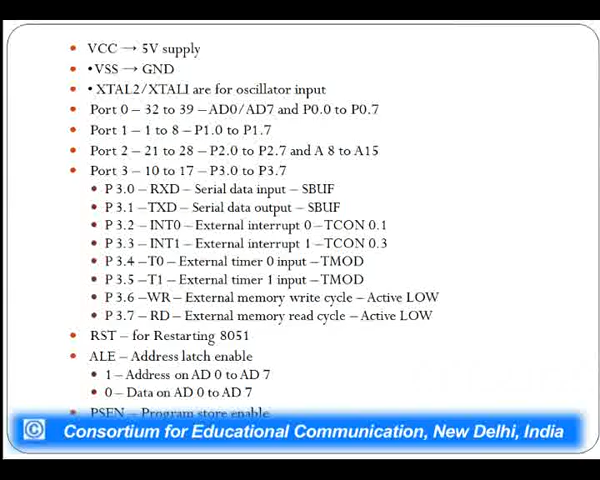 • VCC → 5V supply
• •VSS → GND
• • XTAL2/XTALI are for oscillator input
• Port 0 – 32 to 39 – AD0/AD7 and P0.0 to P0.7
• Port 1 – 1 to 8 – P1.0 to P1.7
• Port 2 – 21 to 28 – P2.0 to P2.7 and A 8 to A15
• Port 3 – 10 to 17 – P3.0 to P3.7
• P 3.0 – RXD – Serial data input – SBUF
• P 3.1 – TXD – Serial data output – SBUF
• P 3.2 – INT0 – External interrupt 0 – TCON 0.1
• P 3.3 – INT1 – External interrupt 1 – TCON 0.3
• P 3.4 – T0 – External timer 0 input – TMOD
• P 3.5 – T1 – External timer 1 input – TMOD
• P 3.6 – WR – External memory write cycle – Active LOW
• P 3.7 – RD – External memory read cycle – Active LOW
• RST – for Restarting 8051
• ALE – Address latch enable
• 1 – Address on AD 0 to AD 7
• 0 – Data on AD 0 to AD 7
• PSEN – Program store enable
© Consortium for Educational Communication, New Delhi, India